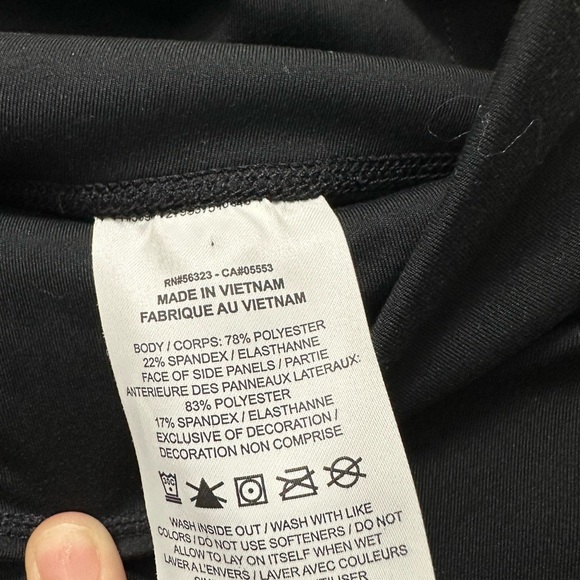 RN#56323 - CA#05553
MADE IN VIETNAM
FABRIQUE AU VIETNAM
BODY / CORPS: 78% POLYESTER
22% SPANDEX / ELASTHANNE
FACE OF SIDE PANELS / PARTIE
ANTERIEURE DES PANNEAUX LATERAUX:
83% POLYESTER
17% SPANDEX / ELASTHANNE
EXCLUSIVE OF DECORATION /
DECORATION NON COMPRISE
WASH INSIDE OUT / WASH WITH LIKE
COLORS / DO NOT USE SOFTENERS / DO NOT
ALLOW TO LAY ON ITSELF WHEN WET
LAVER A L'ENVERS / LAVER AVEC COULEURS